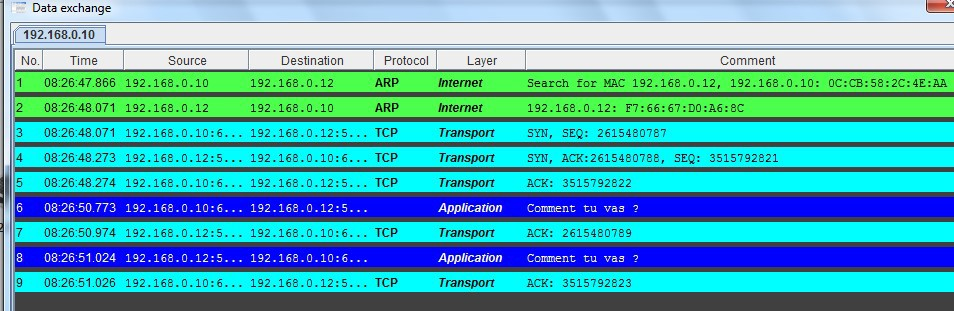 Data exchange
192.168.0.10
No. Time Source Destination Protocol Layer Comment
1 08:26:47.866 192.168.0.10 192.168.0.12 ARP Internet Search for MAC 192.168.0.12, 192.168.0.10: 0C:CB:58:2C:4E:AA
2 08:26:48.071 192.168.0.12 192.168.0.10 ARP Internet 192.168.0.12: F7:66:67:D0:A6:8C
3 08:26:48.071 192.168.0.10:6... 192.168.0.12:5... TCP Transport SYN, SEQ: 2615480787
4 08:26:48.273 192.168.0.12:5... 192.168.0.10:6... TCP Transport SYN, ACK:2615480788, SEQ: 3515792821
5 08:26:48.274 192.168.0.10:6... 192.168.0.12:5... TCP Transport ACK: 3515792822
6 08:26:50.773 192.168.0.10:6... 192.168.0.12:5... Application Comment tu vas ?
7 08:26:50.974 192.168.0.12:5... 192.168.0.10:6... TCP Transport ACK: 2615480789
8 08:26:51.024 192.168.0.12:5... 192.168.0.10:6... Application Comment tu vas ?
9 08:26:51.026 192.168.0.10:6... 192.168.0.12:5... TCP Transport ACK: 3515792823